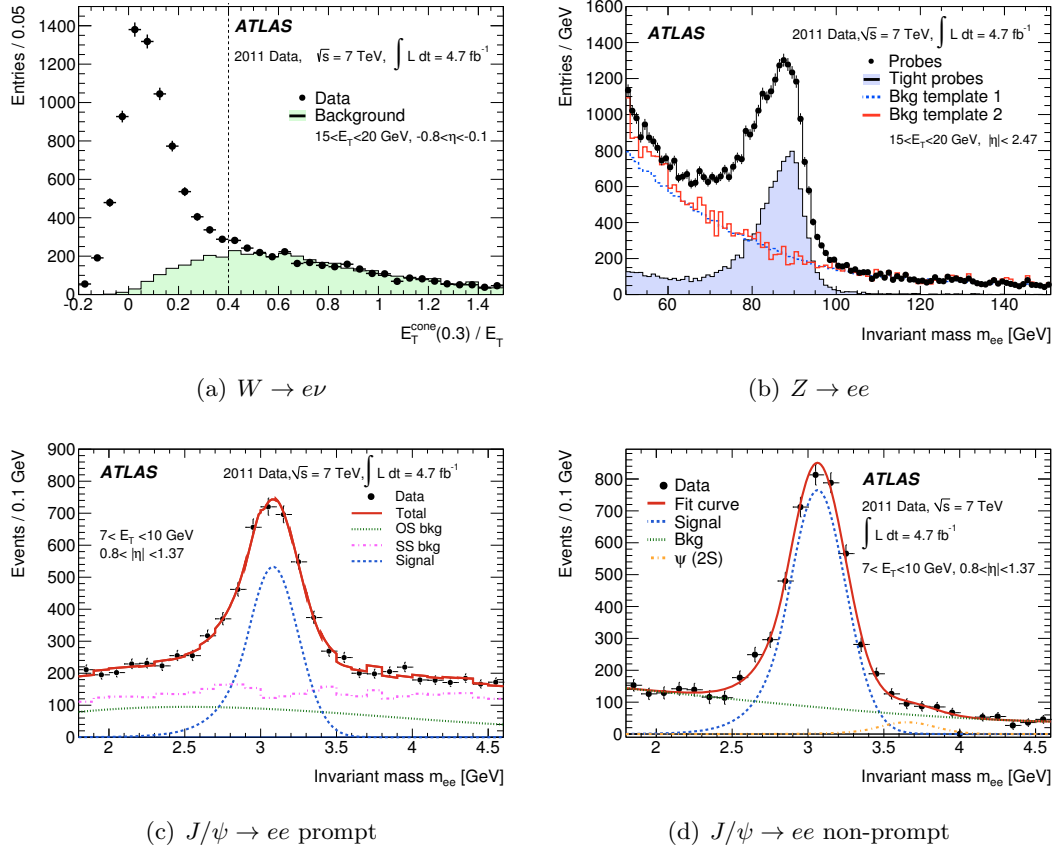 Entries / 0.05
1600
1400
1200
1000
800
600
400
200
0
-0.2
0
0.2
0.4
0.6
0.8
1
1.2
1.4
E_T^cone(0.3) / E_T
ATLAS
2011 Data, √s = 7 TeV, ∫ L dt = 4.7 fb⁻¹
Data
Background
15<E_T<20 GeV, -0.8<η<-0.1
(a) W → eν
Entries / GeV
1600
1400
1200
1000
800
600
400
200
0
60
80
100
120
140
Invariant mass m_ee [GeV]
ATLAS
2011 Data, √s = 7 TeV, ∫ L dt = 4.7 fb⁻¹
Probes
Tight probes
Bkg template 1
Bkg template 2
15<E_T<20 GeV, |η|< 2.47
(b) Z → ee
Events / 0.1 GeV
900
800
700
600
500
400
300
200
100
0
2
2.5
3
3.5
4
4.5
Invariant mass m_ee [GeV]
ATLAS
2011 Data,√s = 7 TeV,∫ L dt = 4.7 fb⁻¹
7< E_T <10 GeV
0.8< |η| <1.37
Data
Total
OS bkg
SS bkg
Signal
(c) J/ψ → ee prompt
Events / 0.1 GeV
800
700
600
500
400
300
200
100
0
2
2.5
3
3.5
4
4.5
Invariant mass m_ee [GeV]
Data
Fit curve
Signal
Bkg
ψ (2S)
ATLAS
2011 Data, √s = 7 TeV
∫ L dt = 4.7 fb⁻¹
7< E_T<10 GeV, 0.8<|η|<1.37
(d) J/ψ → ee non-prompt